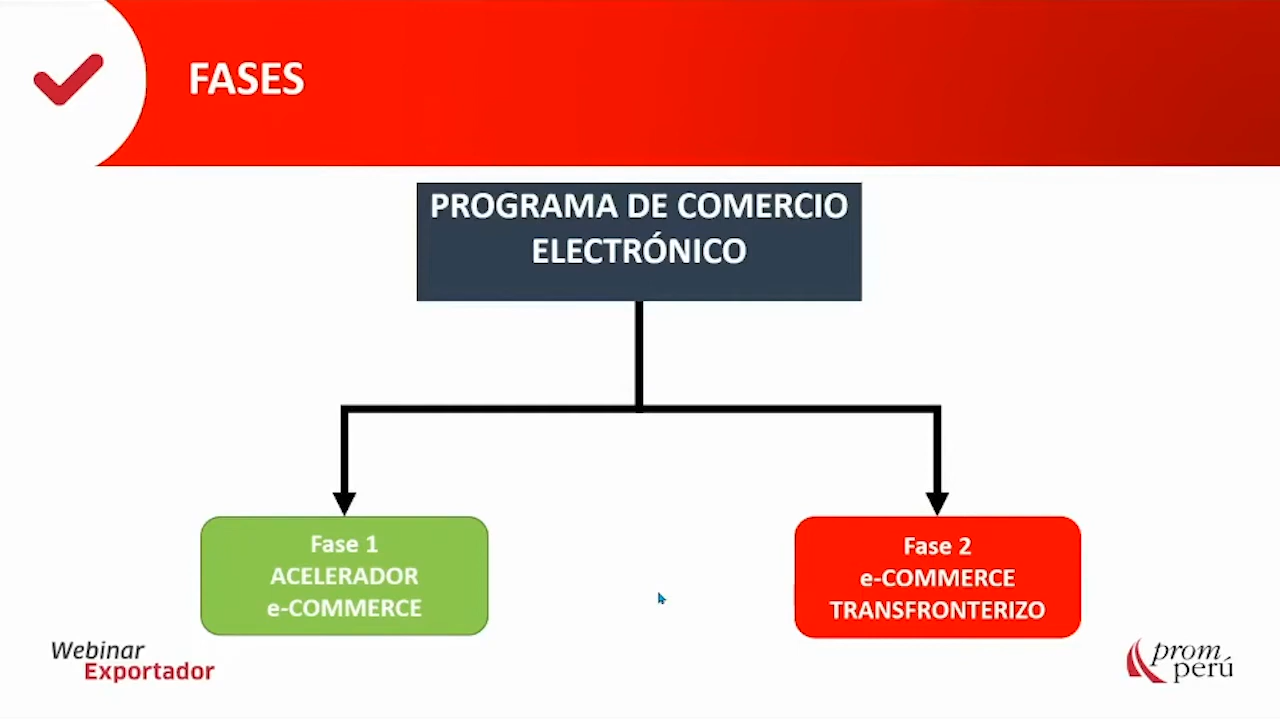 FASES
PROGRAMA DE COMERCIO
ELECTRÓNICO
Fase 1
ACELERADOR
e-COMMERCE
Fase 2
e-COMMERCE
TRANSFRONTERIZO
Webinar
Exportador
prom
perú